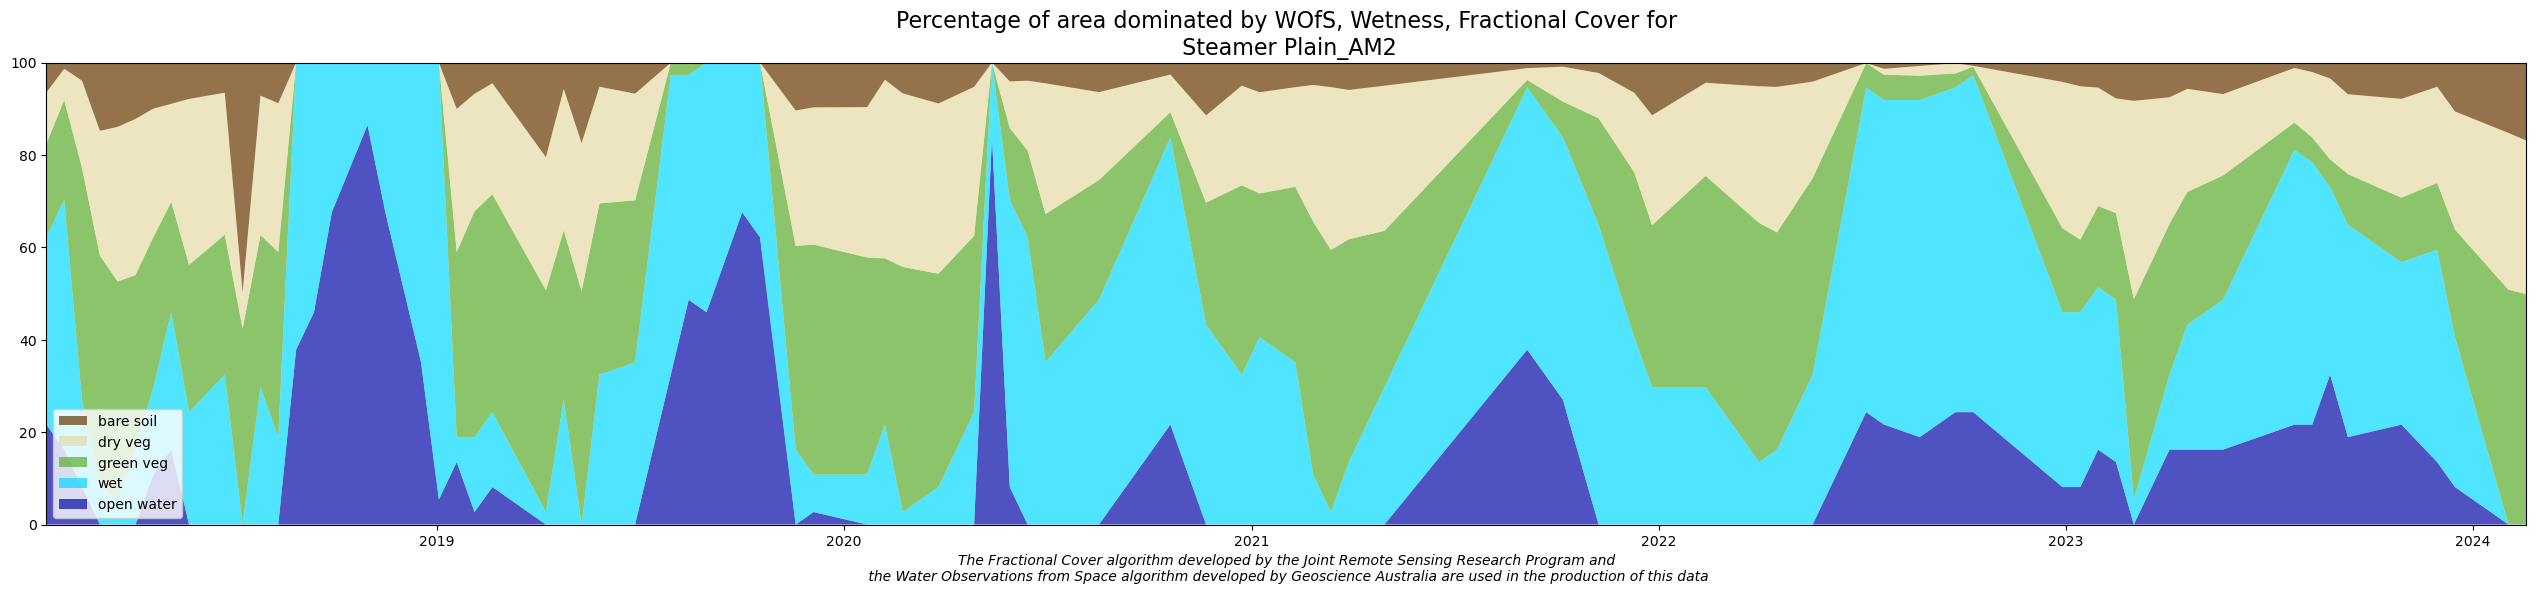 Percentage of area dominated by WOfS, Wetness, Fractional Cover for
Steamer Plain_AM2
100
80
60
40
20
0
bare soil
dry veg
green veg
wet
open water
2019 2020 2021 2022 2023 2024
The Fractional Cover algorithm developed by the Joint Remote Sensing Research Program and
the Water Observations from Space algorithm developed by Geoscience Australia are used in the production of this data